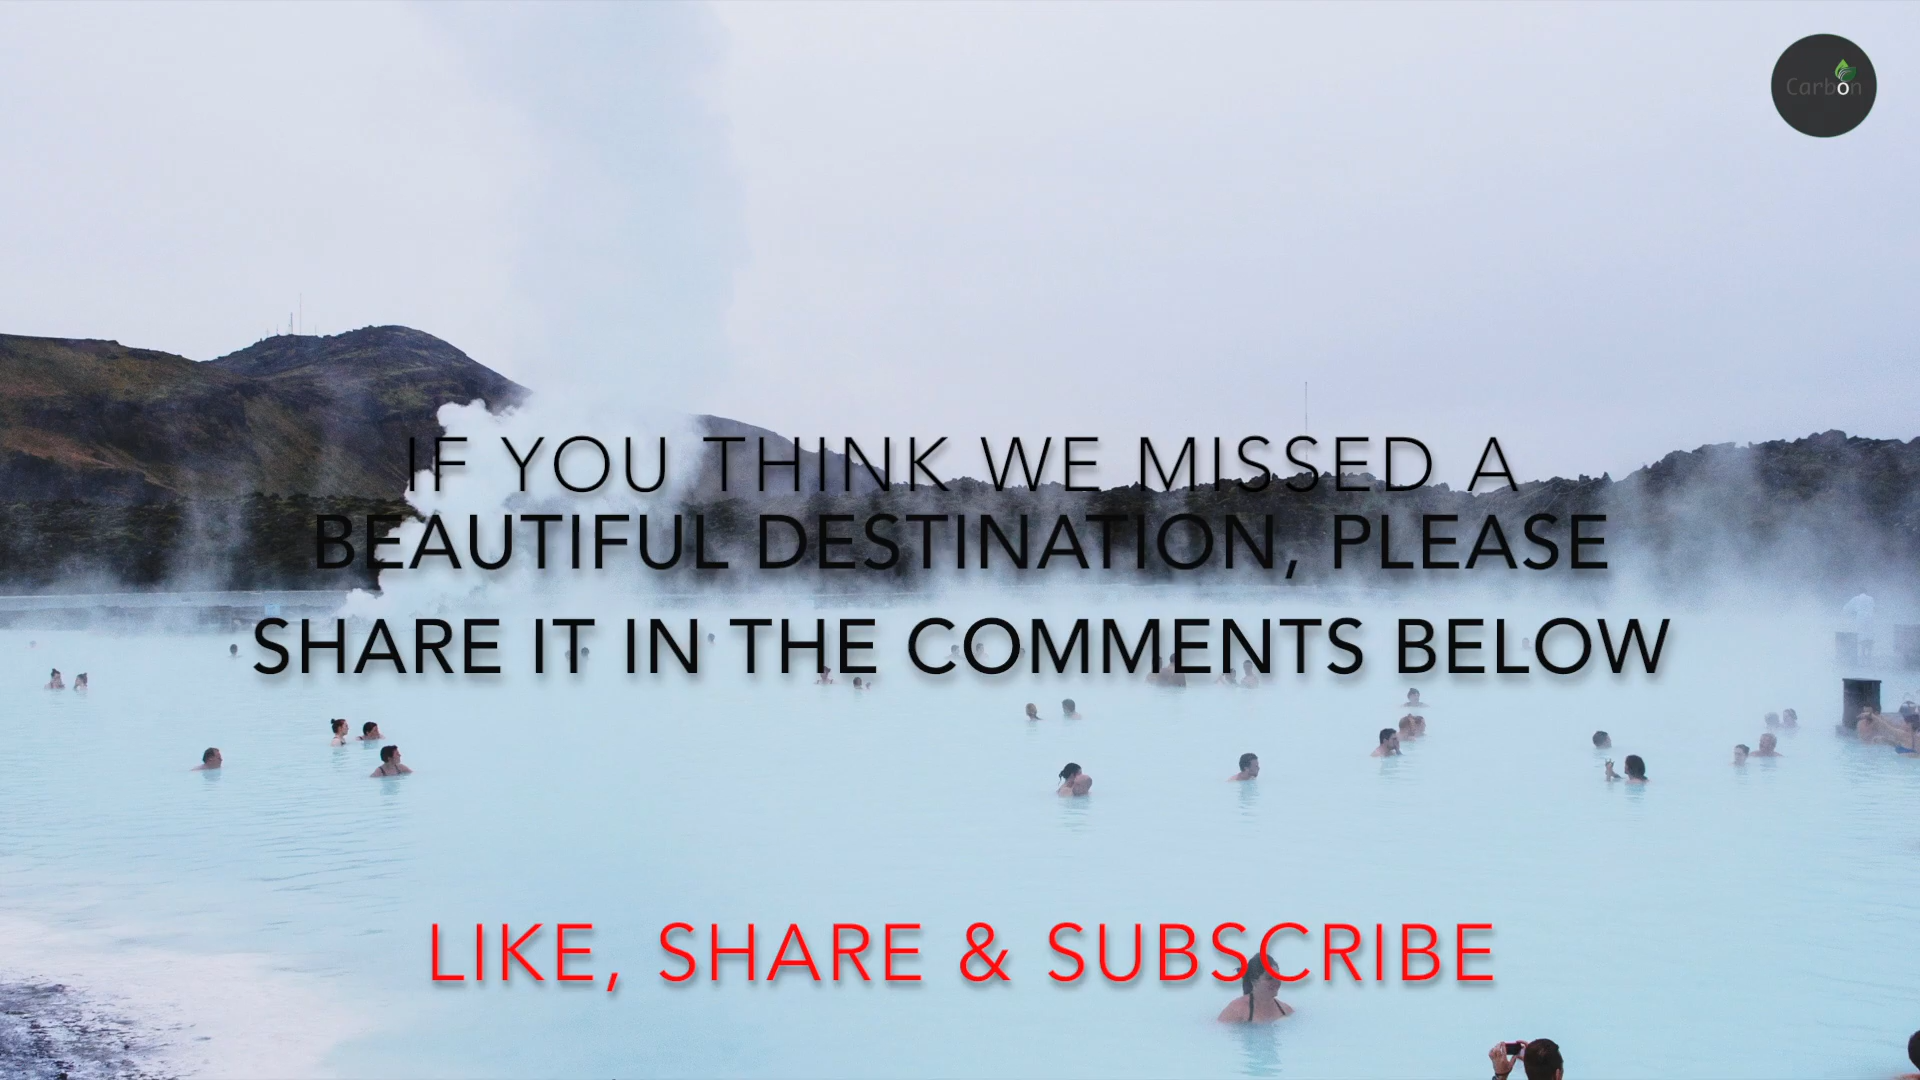 Carbon
IF YOU THINK WE MISSED A
BEAUTIFUL DESTINATION, PLEASE
SHARE IT IN THE COMMENTS BELOW
LIKE, SHARE & SUBSCRIBE